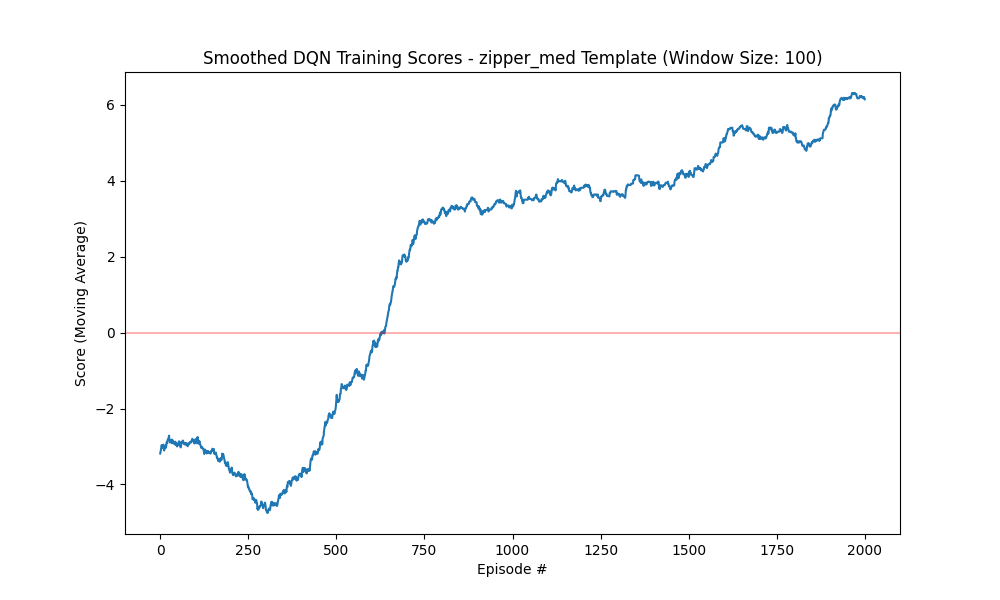 Smoothed DQN Training Scores - zipper_med Template (Window Size: 100)
Score (Moving Average)
6
4
2
0
−2
−4
0 250 500 750 1000 1250 1500 1750 2000
Episode #